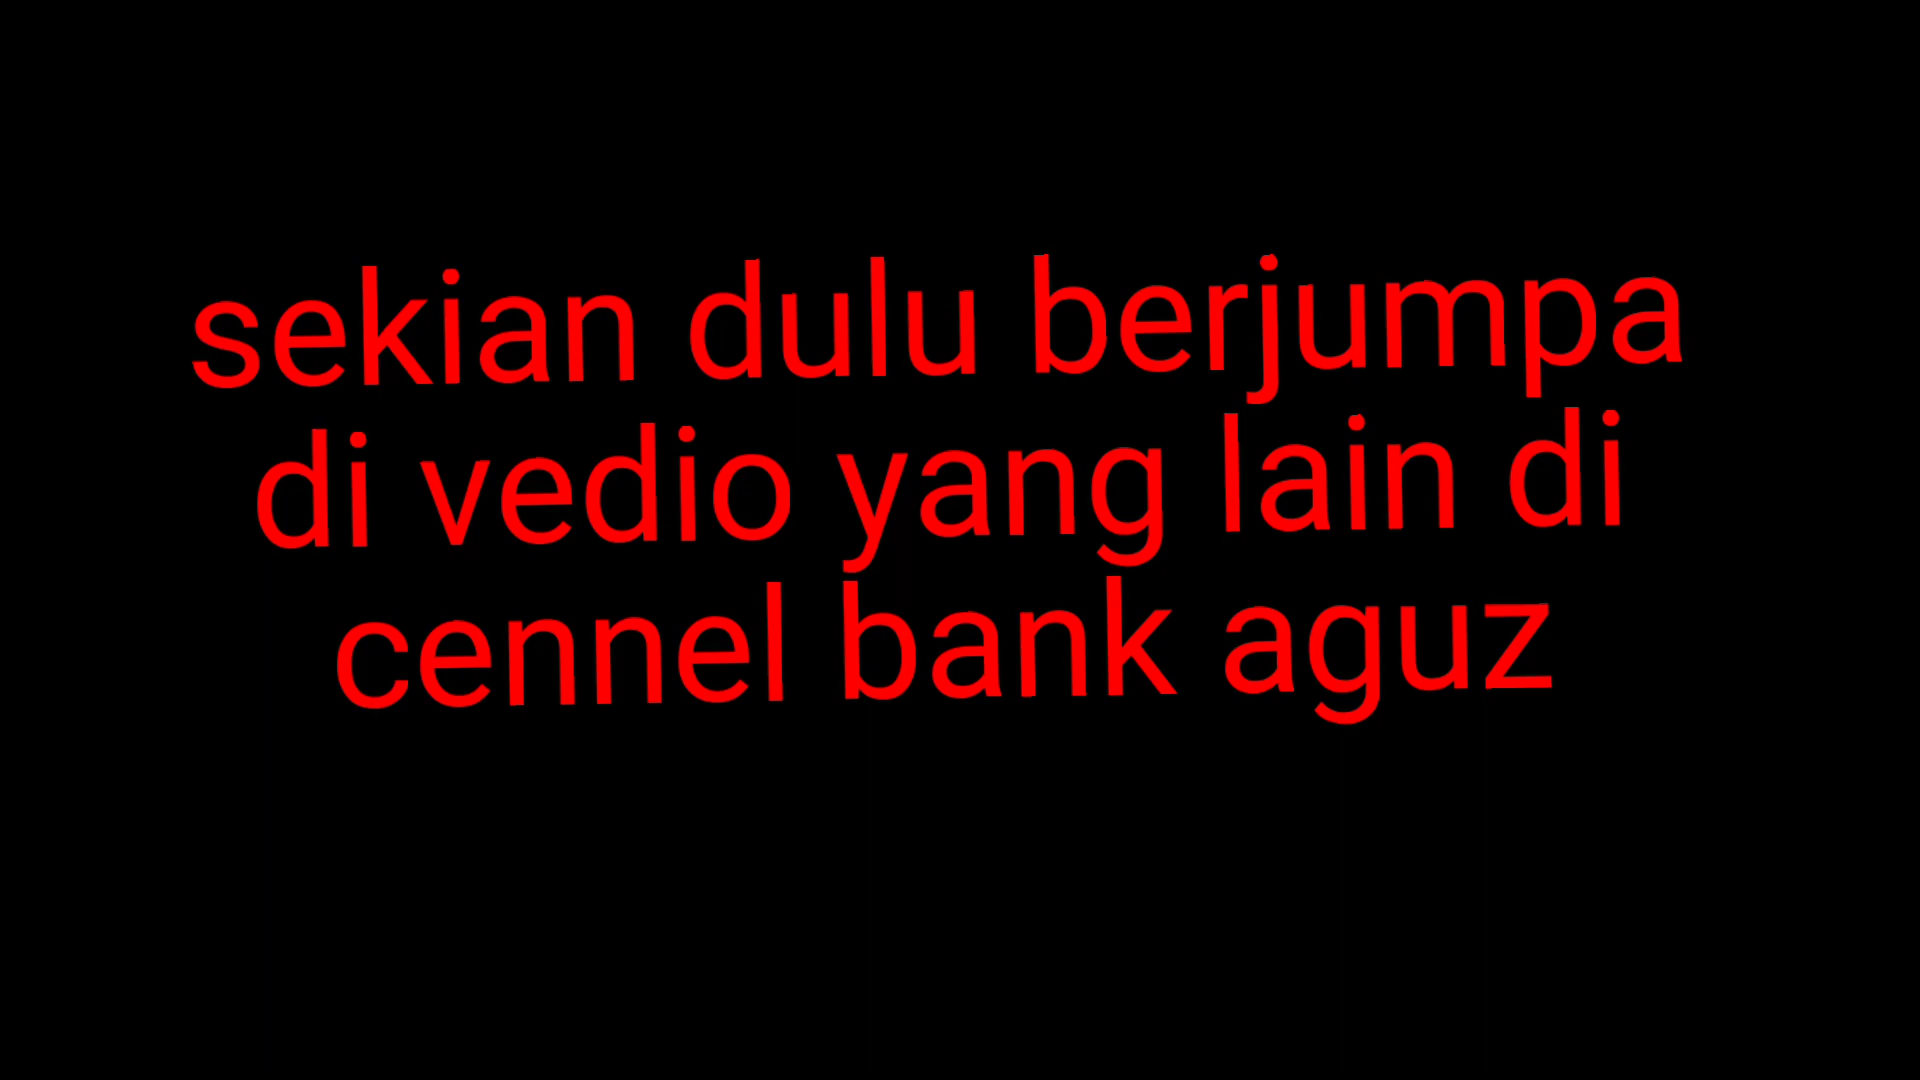 sekian dulu berjumpa
di vedio yang lain di
cennel bank aguz